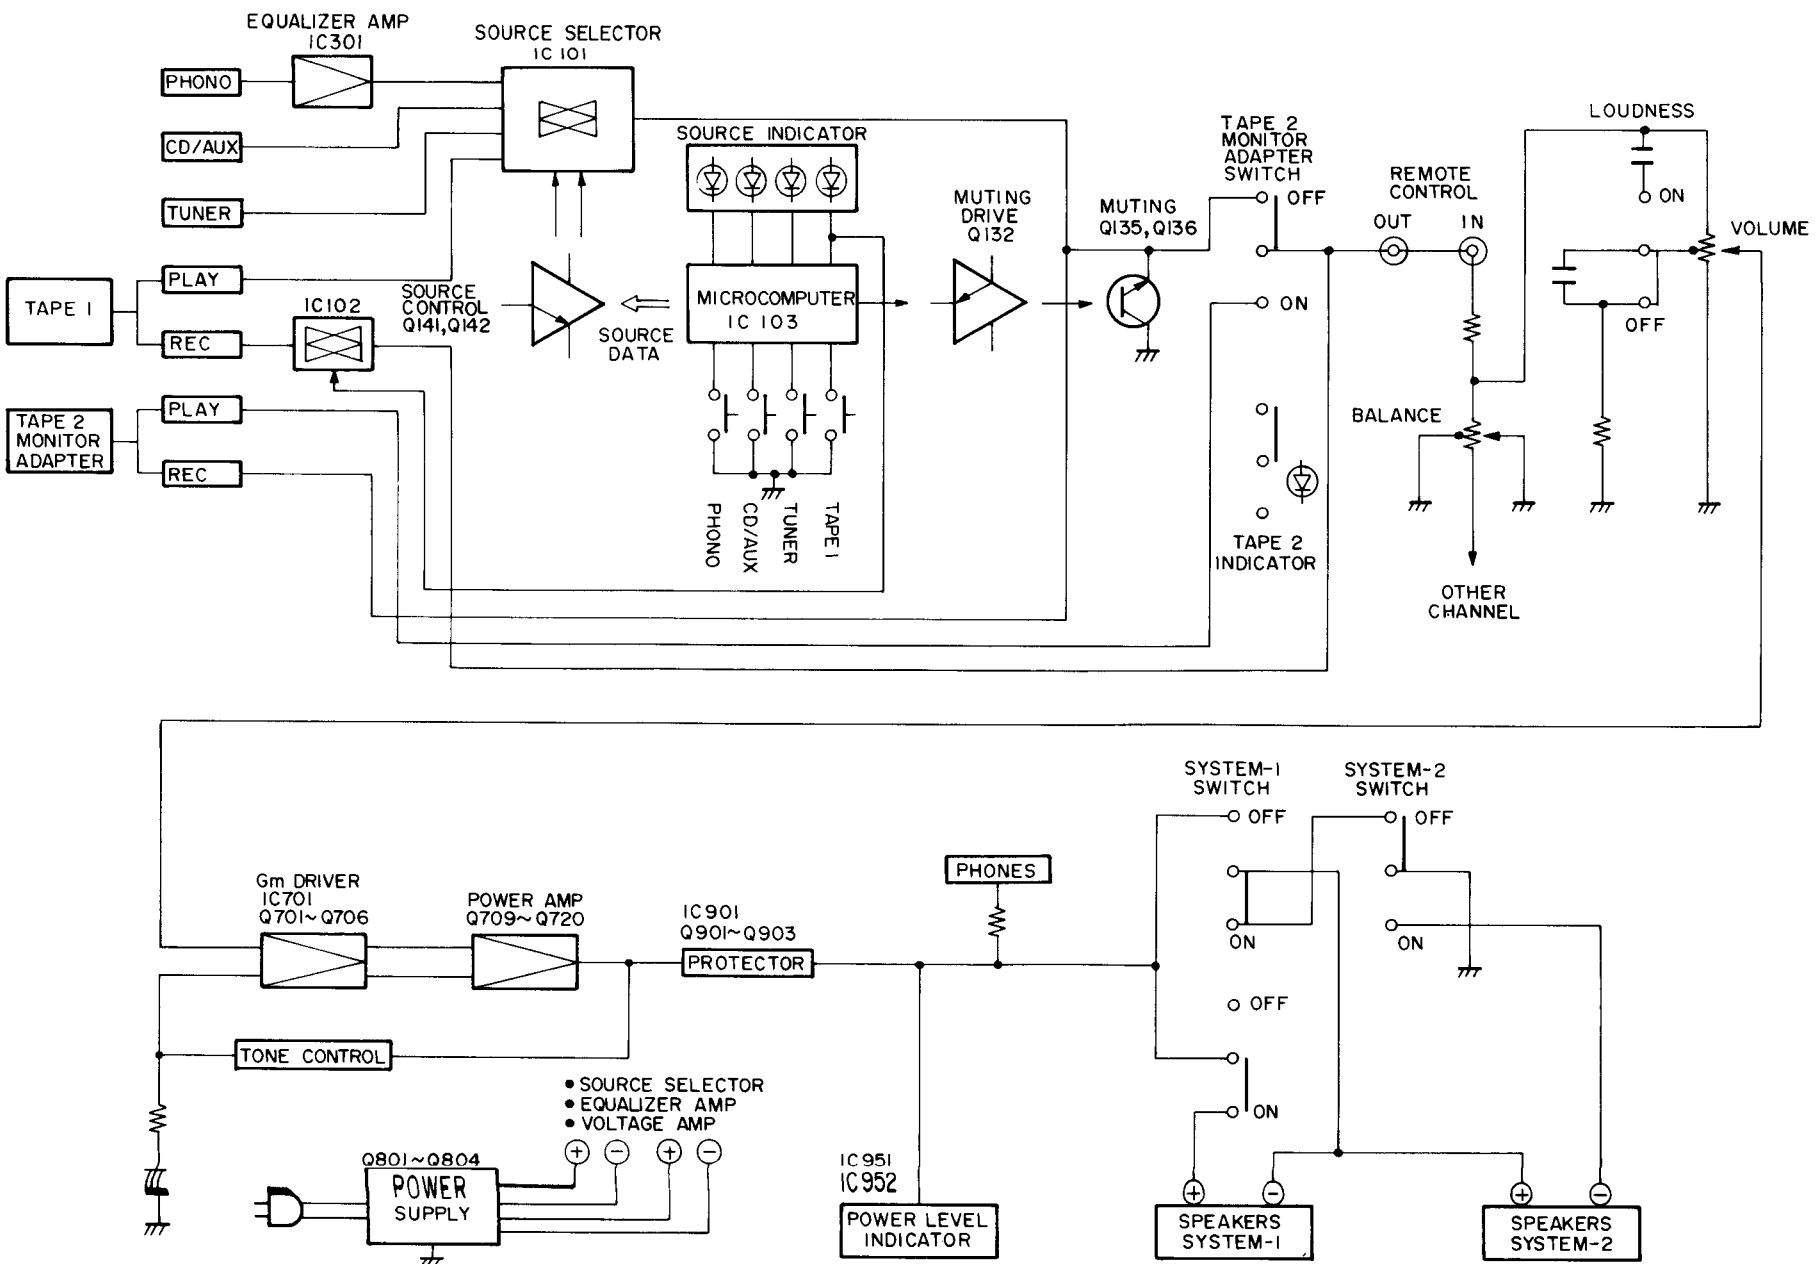 EQUALIZER AMP
IC301
SOURCE SELECTOR
IC101
PHONO
CD/AUX
TUNER
TAPE 1
PLAY
REC
IC102
TAPE 2
MONITOR
ADAPTER
PLAY
REC
SOURCE
CONTROL
Q141,Q142
SOURCE
DATA
SOURCE INDICATOR
MICROCOMPUTER
IC 103
PHONO
CD/AUX
TUNER
TAPE 1
MUTING
DRIVE
Q132
MUTING
Q135,Q136
TAPE 2
MONITOR
ADAPTER
SWITCH
OFF
ON
TAPE 2
INDICATOR
REMOTE
CONTROL
OUT
IN
BALANCE
OTHER
CHANNEL
LOUDNESS
ON
OFF
VOLUME
Gm DRIVER
IC701
Q701~Q706
POWER AMP
Q709~Q720
TONE CONTROL
IC901
Q901~Q903
PROTECTOR
PHONES
SYSTEM-1
SWITCH
OFF
ON
OFF
ON
SYSTEM-2
SWITCH
OFF
ON
• SOURCE SELECTOR
• EQUALIZER AMP
• VOLTAGE AMP
+ − + −
Q801~Q804
POWER
SUPPLY
IC951
IC952
POWER LEVEL
INDICATOR
+ −
SPEAKERS
SYSTEM-1
+ −
SPEAKERS
SYSTEM-2